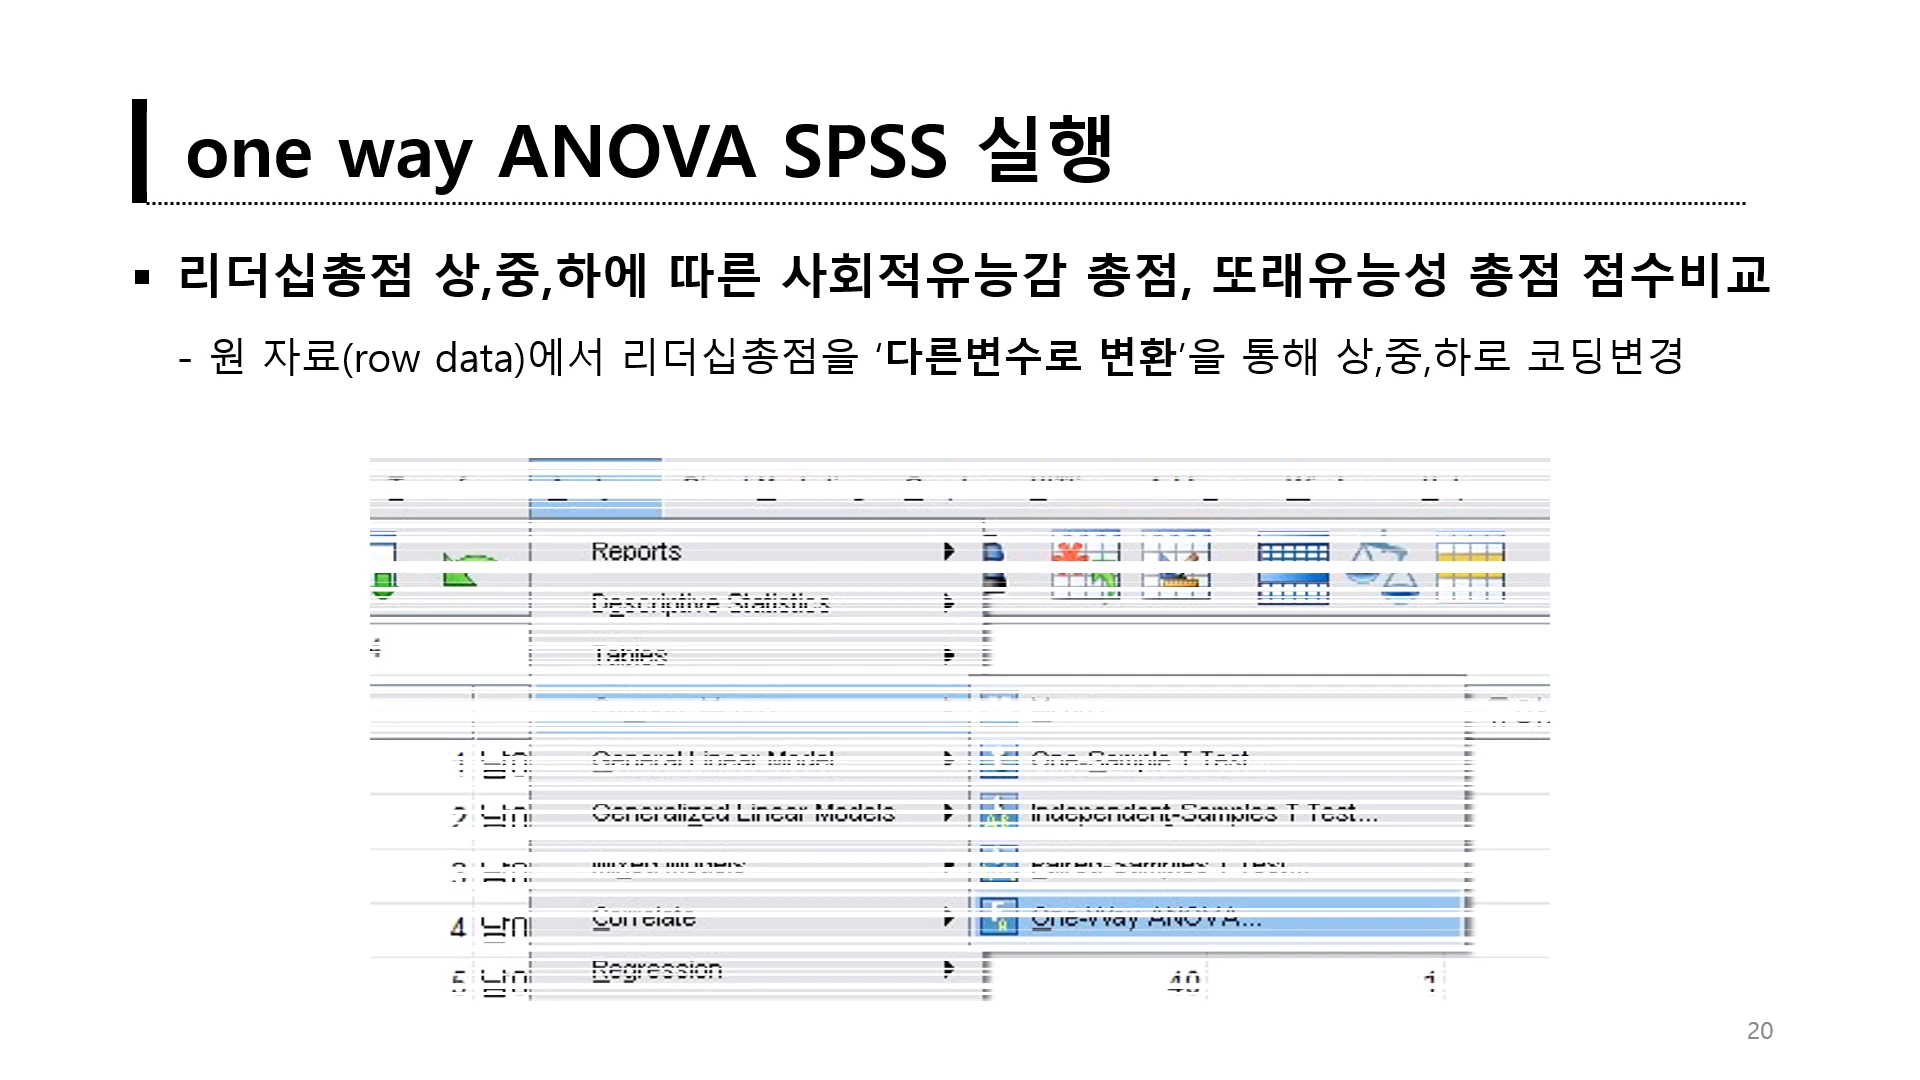 one way ANOVA SPSS 실행
▪ 리더십총점 상,중,하에 따른 사회적유능감 총점, 또래유능성 총점 점수비교
- 원 자료(row data)에서 리더십총점을 ‘다른변수로 변환’을 통해 상,중,하로 코딩변경
Reports
Descriptive Statistics
Tables
General Linear Model
One-Sample T Test...
1
Generalized Linear Models
Independent-Samples T Test...
2
Mixed Models
Paired-Samples T Test...
3
Correlate
One-Way ANOVA...
4
Regression
5
40
1
20